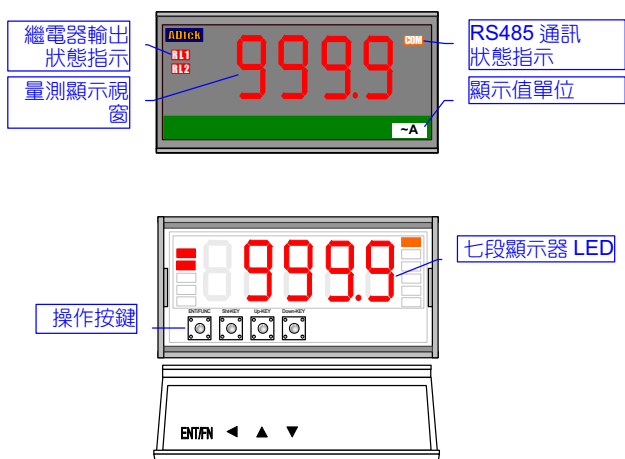 繼電器輸出
狀態指示
量測顯示視
窗
ADtek
RL1
RL2
999.9
COM
~A
RS485 通訊
狀態指示
顯示值單位
999.9
七段顯示器 LED
操作按鍵
ENT/FUNC Sht-KEY Up-KEY Down-KEY
ENT/FN ◄ ▲ ▼